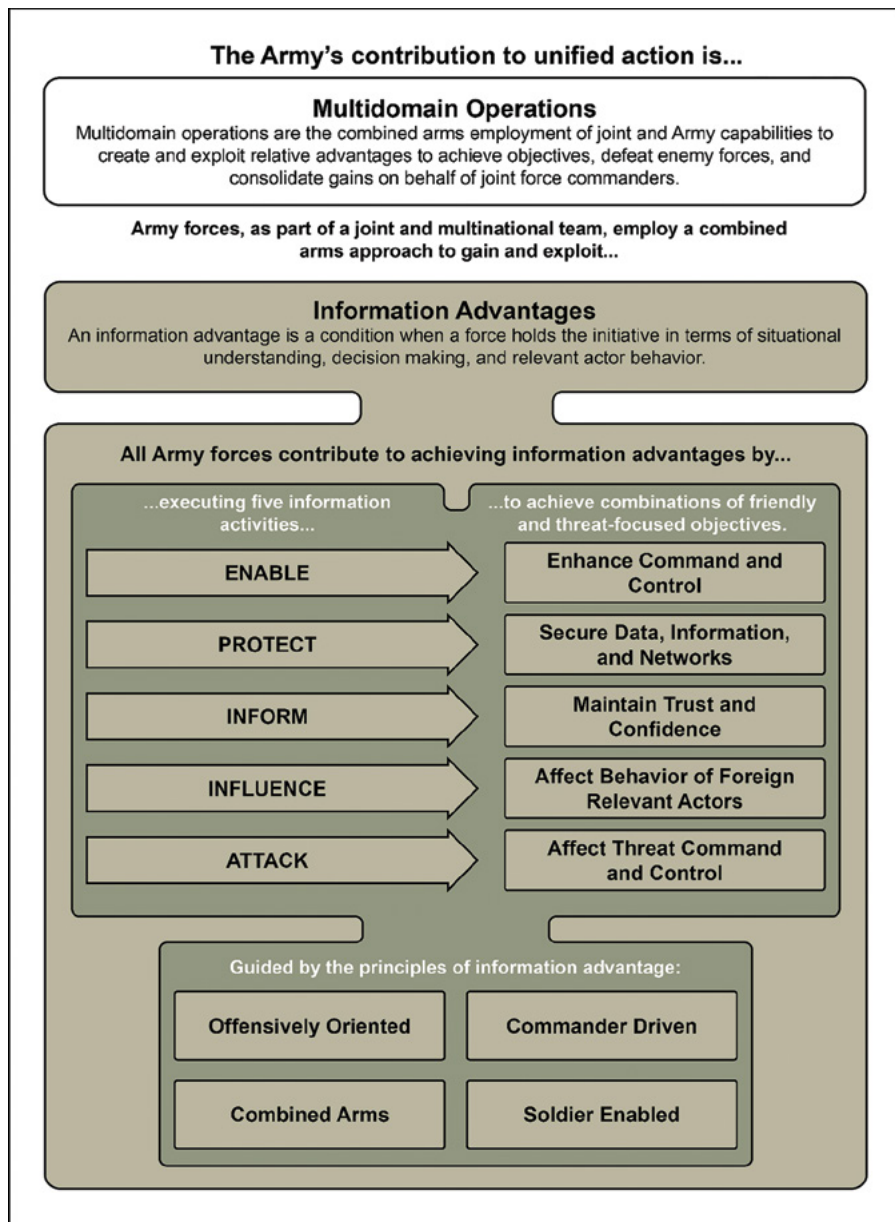 The Army’s contribution to unified action is...
Multidomain Operations
Multidomain operations are the combined arms employment of joint and Army capabilities to
create and exploit relative advantages to achieve objectives, defeat enemy forces, and
consolidate gains on behalf of joint force commanders.
Army forces, as part of a joint and multinational team, employ a combined
arms approach to gain and exploit...
Information Advantages
An information advantage is a condition when a force holds the initiative in terms of situational
understanding, decision making, and relevant actor behavior.
All Army forces contribute to achieving information advantages by...
...executing five information
activities...
...to achieve combinations of friendly
and threat-focused objectives.
ENABLE
Enhance Command and
Control
PROTECT
Secure Data, Information,
and Networks
INFORM
Maintain Trust and
Confidence
INFLUENCE
Affect Behavior of Foreign
Relevant Actors
ATTACK
Affect Threat Command
and Control
Guided by the principles of information advantage:
Offensively Oriented
Commander Driven
Combined Arms
Soldier Enabled